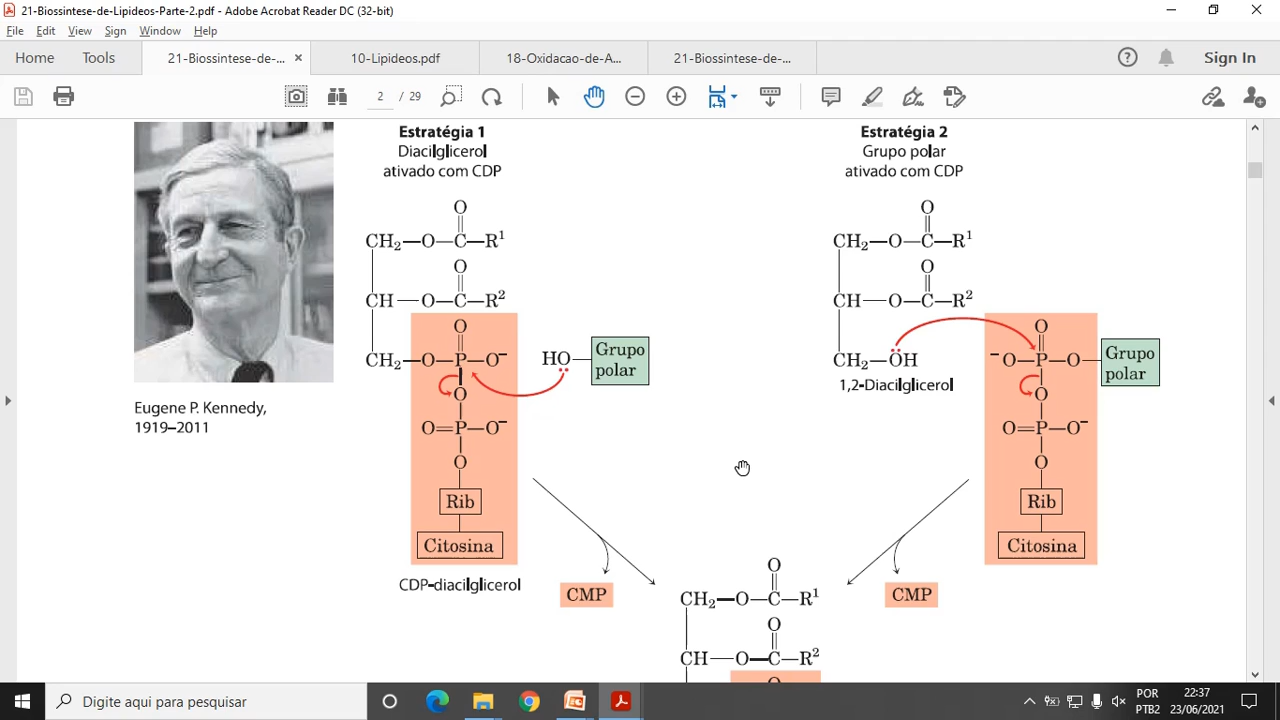 21-Biossintese-de-Lipideos-Parte-2.pdf - Adobe Acrobat Reader DC (32-bit)
File Edit View Sign Window Help
Home Tools 21-Biossintese-de-... × 10-Lipideos.pdf 18-Oxidacao-de-A... 21-Biossintese-de-... Sign In
2 / 29
Estratégia 1
Diacilglicerol
ativado com CDP
Estratégia 2
Grupo polar
ativado com CDP
O
CH₂—O—C—R¹
O
CH—O—C—R²
O
CH₂—O—P—O⁻
HO—Grupo polar
O
O=P—O⁻
O
Rib
Citosina
CDP-diacilglicerol
CMP
O
CH₂—O—C—R¹
O
CH—O—C—R²
CH₂—OH
1,2-Diacilglicerol
O
⁻O—P—O—Grupo polar
O
O=P—O⁻
O
Rib
Citosina
CMP
Eugene P. Kennedy,
1919–2011
O
CH₂—O—C—R¹
O
CH—O—C—R²
Digite aqui para pesquisar
POR
PTB2
22:37
23/06/2021